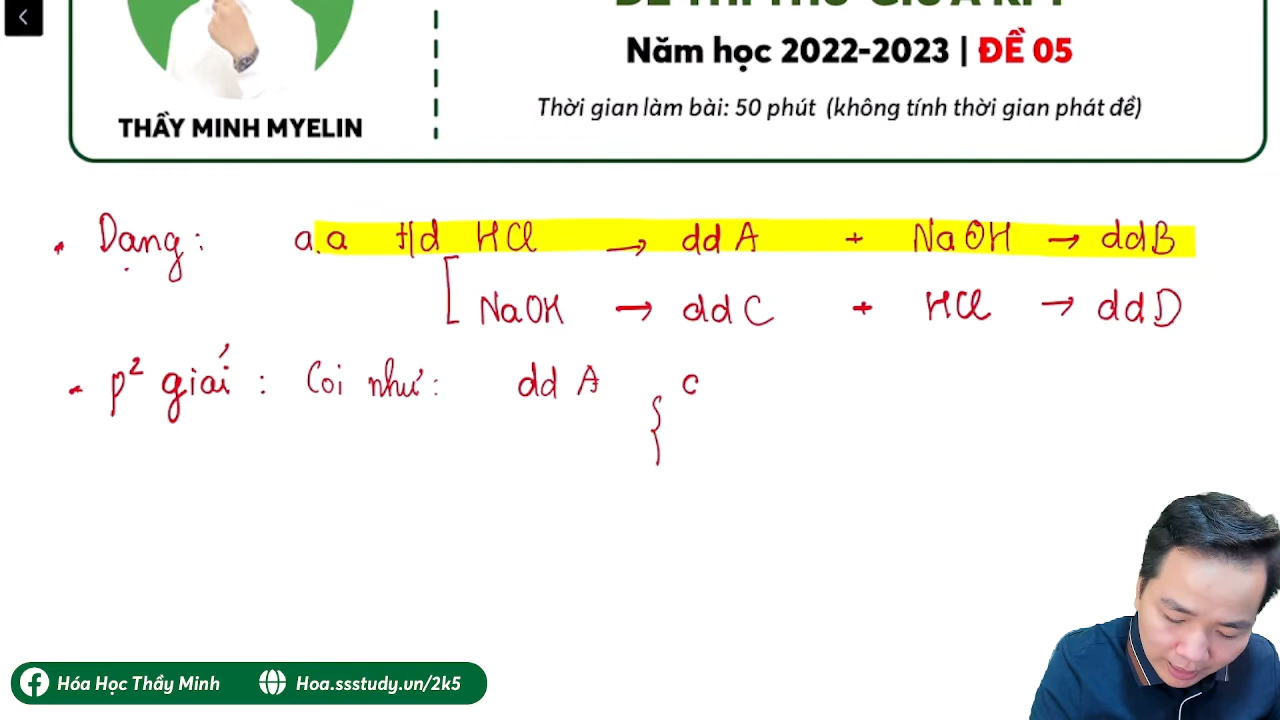 Năm học 2022-2023 | ĐỀ 05
Thời gian làm bài: 50 phút (không tính thời gian phát đề)
THẦY MINH MYELIN
• Dạng: a.a t/d HCl → dd A + NaOH → dd B
[ NaOH → dd C + HCl → dd D
- P² giải: Coi như: dd A { c
Hóa Học Thầy Minh
Hoa.ssstudy.vn/2k5